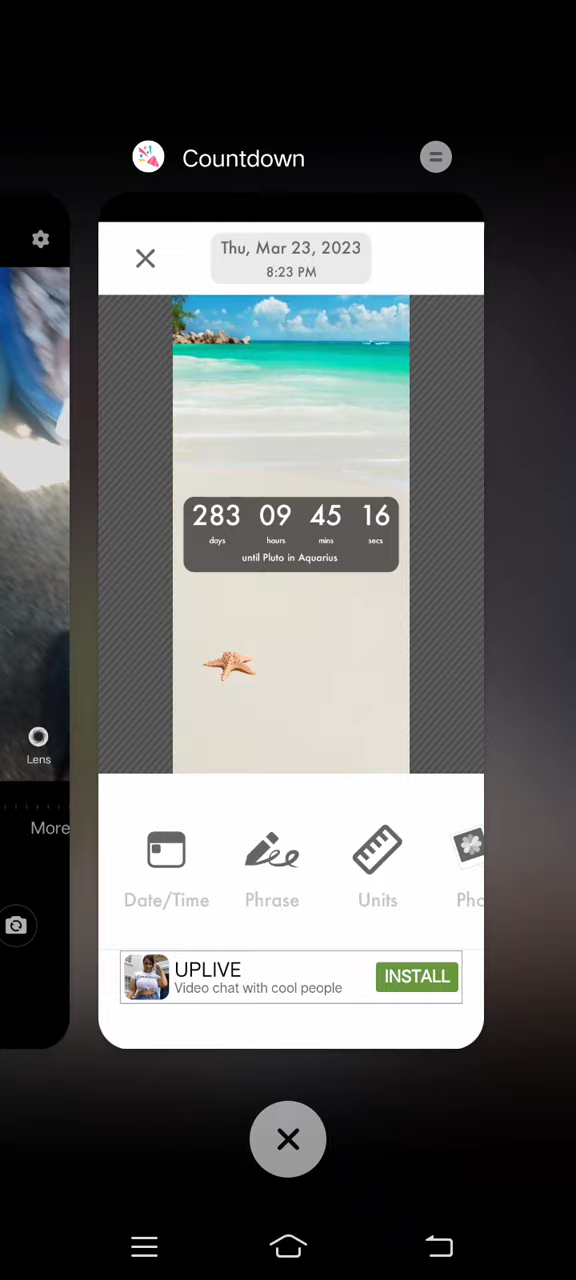 Countdown
Thu, Mar 23, 2023
8:23 PM
283 09 45 16
days hours mins secs
until Pluto in Aquarius
Lens
More
Date/Time Phrase Units Pho
UPLIVE
Video chat with cool people
INSTALL